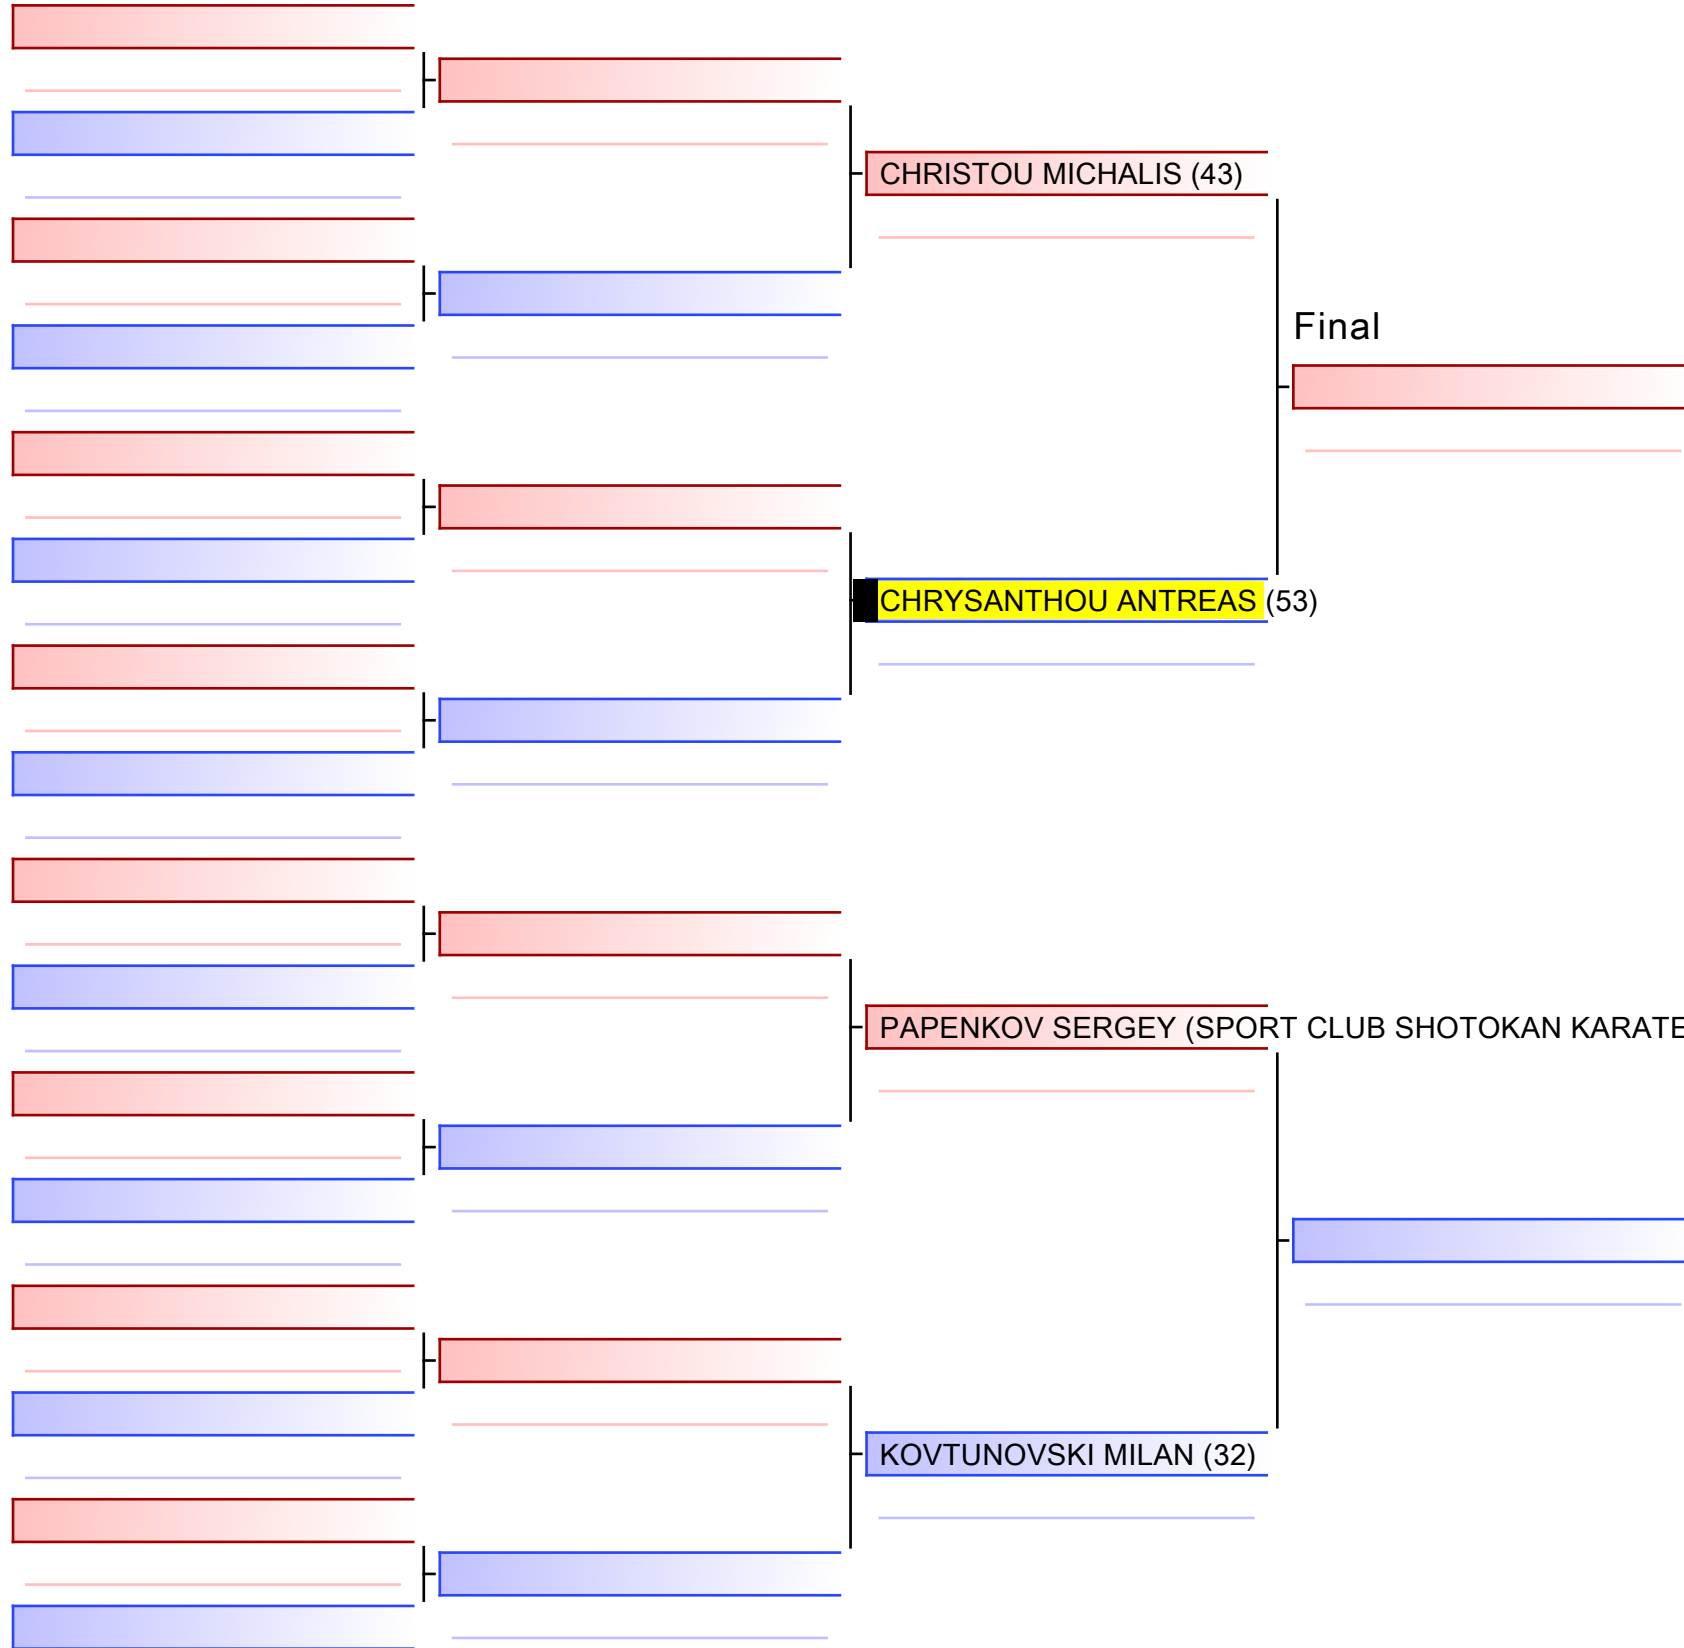 CHRISTOU MICHALIS (43)
Final
CHRYSANTHOU ANTREAS (53)
PAPENKOV SERGEY (SPORT CLUB SHOTOKAN KARATE
KOVTUNOVSKI MILAN (32)